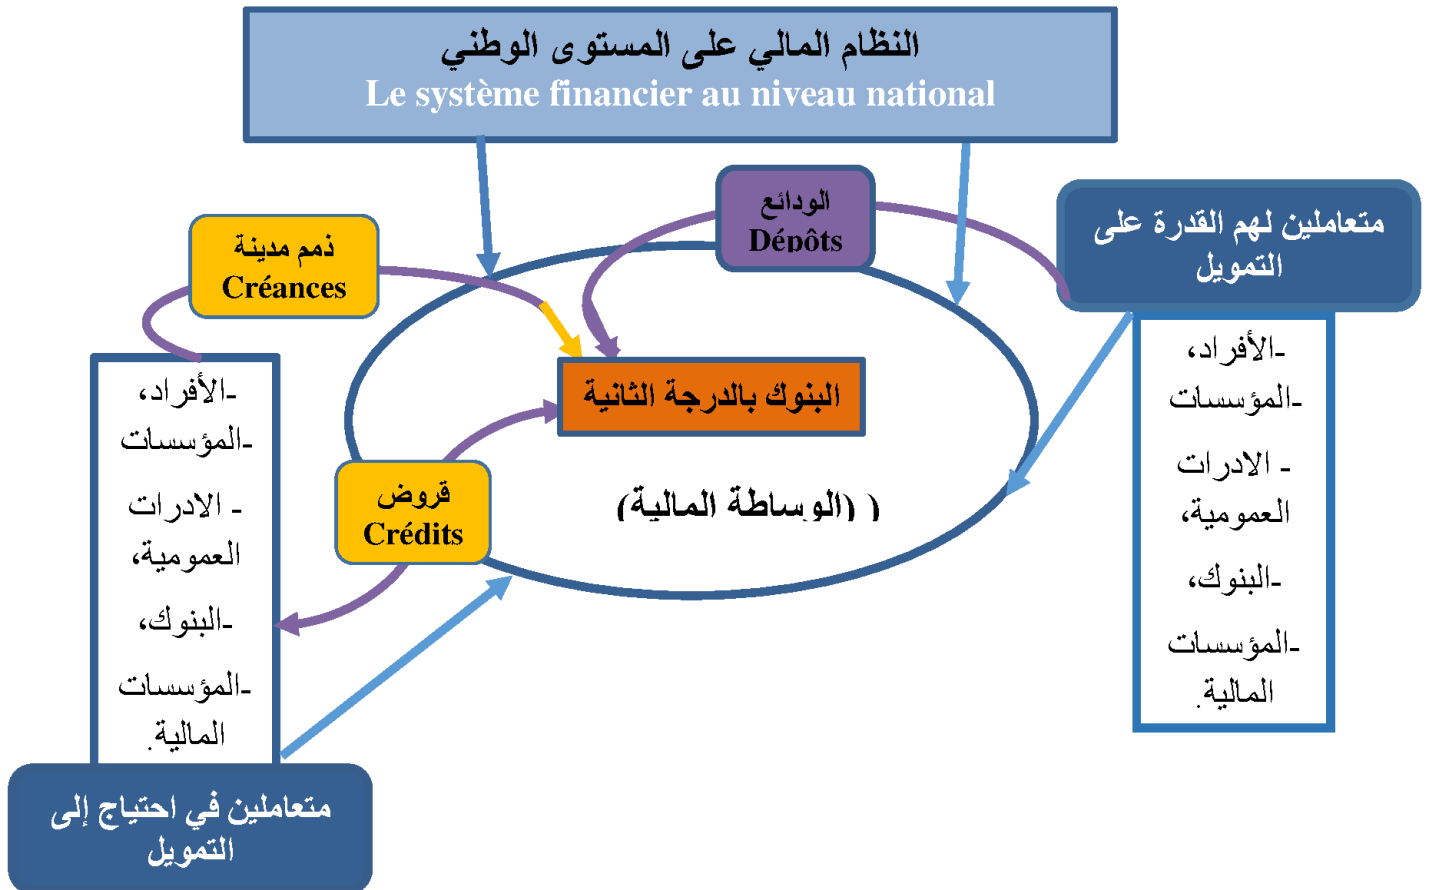 النظام المالي على المستوى الوطني
Le système financier au niveau national
الودائع
Dépôts
متعاملين لهم القدرة على
التمويل
ذمم مدينة
Créances
-الأفراد،
-المؤسسات
- الادرات
العمومية،
-البنوك،
-المؤسسات
المالية.
البنوك بالدرجة الثانية
( (الوساطة المالية)
قروض
Crédits
-الأفراد،
-المؤسسات
- الادرات
العمومية،
-البنوك،
-المؤسسات
المالية.
متعاملين في احتياج إلى
التمويل